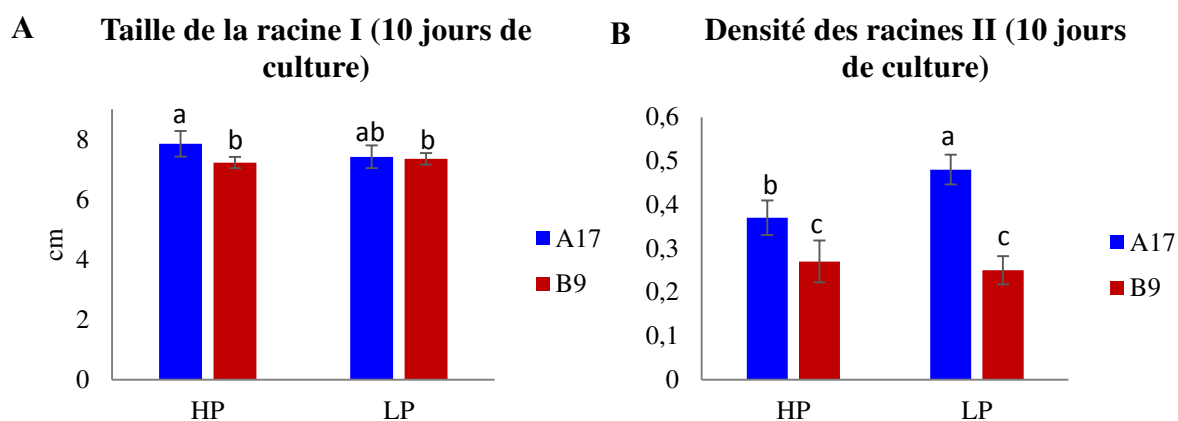 A
Taille de la racine I (10 jours de
culture)
8
6
4
2
0
cm
a
b
ab
b
HP
LP
A17
B9
B
Densité des racines II (10 jours
de culture)
0,6
0,5
0,4
0,3
0,2
0,1
0
b
c
a
c
HP
LP
A17
B9